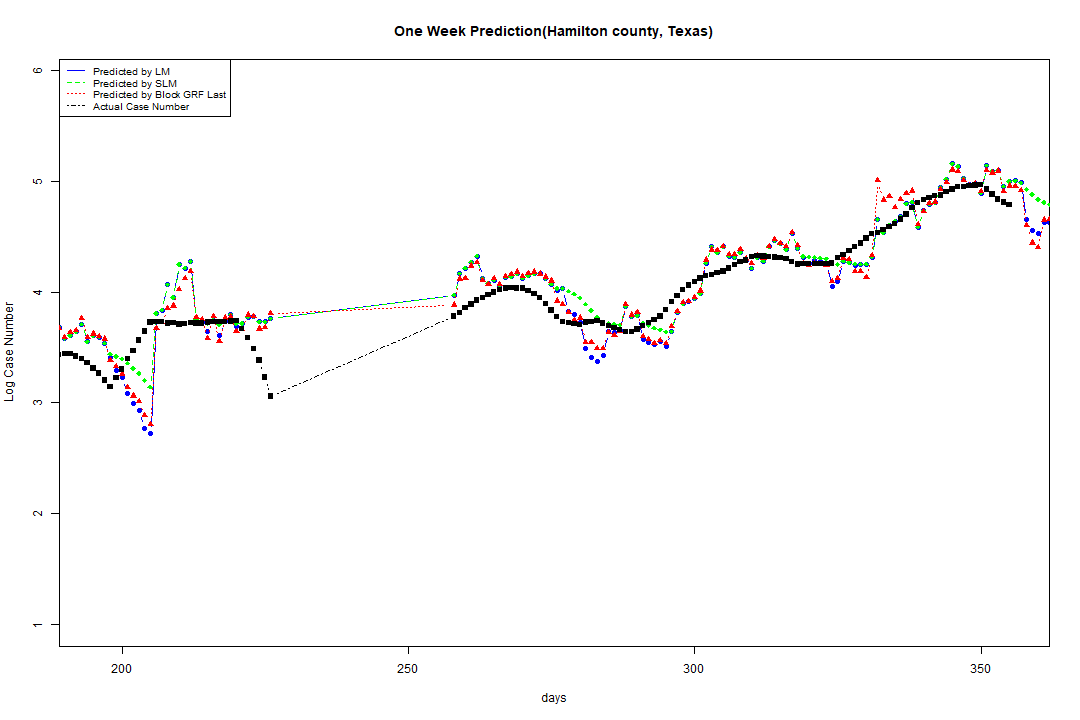 One Week Prediction(Hamilton county, Texas)
Predicted by LM
Predicted by SLM
Predicted by Block GRF Last
Actual Case Number
6
5
4
3
2
1
Log Case Number
200
250
300
350
days